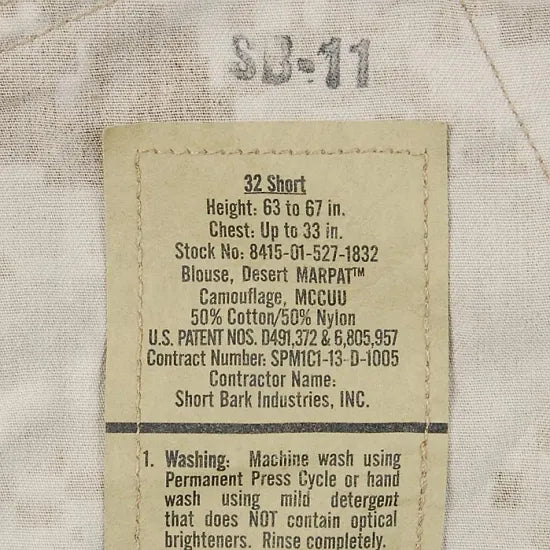 SB-11
32 Short
Height: 63 to 67 in.
Chest: Up to 33 in.
Stock No: 8415-01-527-1832
Blouse, Desert MARPAT™
Camouflage, MCCUU
50% Cotton/50% Nylon
U.S. PATENT NOS. D491,372 & 6,805,957
Contract Number: SPM1C1-13-D-1005
Contractor Name:
Short Bark Industries, INC.
1. Washing: Machine wash using
Permanent Press Cycle or hand
wash using mild detergent
that does NOT contain optical
brighteners. Rinse completely.